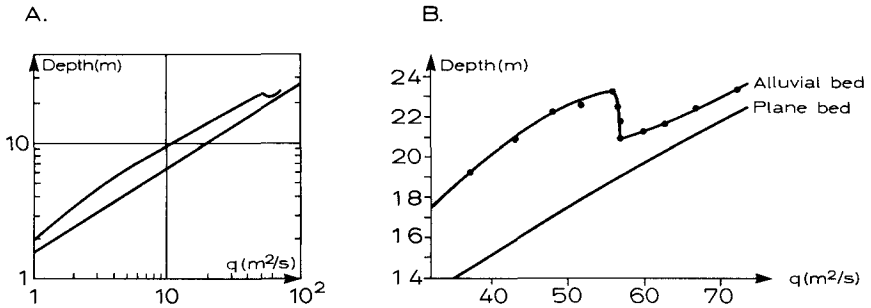 A.
Depth(m)
10
1
1
10
10²
q(m²/s)
B.
Depth(m)
24
22
20
18
16
14
40
50
60
70
q(m²/s)
Alluvial bed
Plane bed